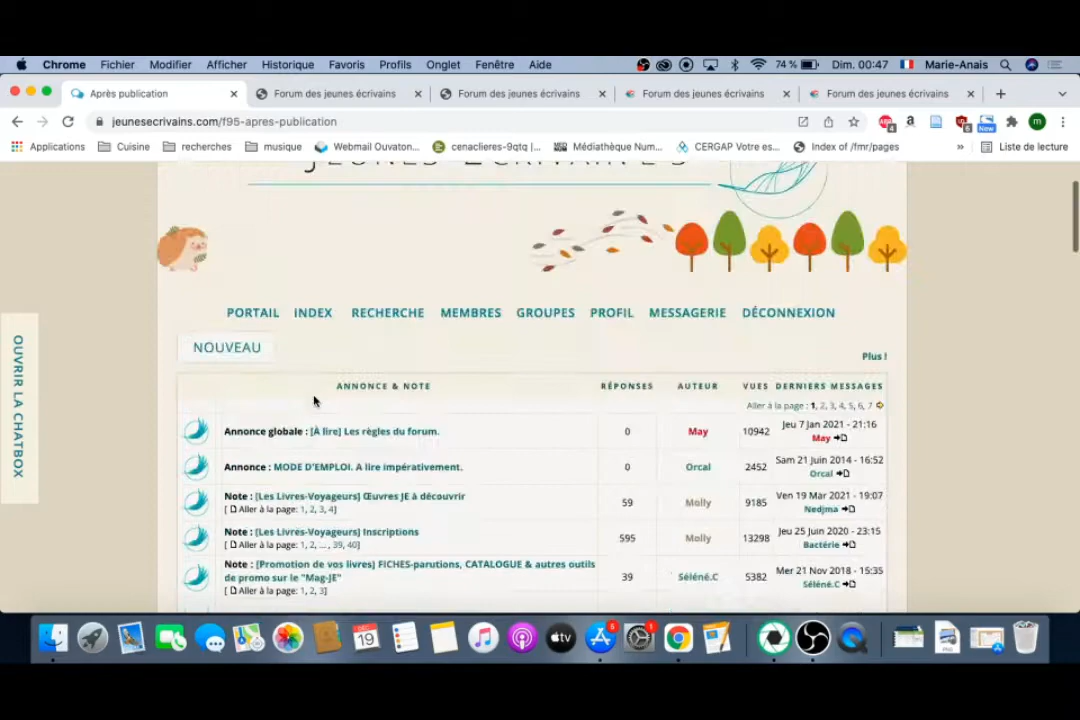 Chrome Fichier Modifier Afficher Historique Favoris Profils Onglet Fenêtre Aide 74 % Dim. 00:47 Marie-Anais
Après publication Forum des jeunes écrivains Forum des jeunes écrivains Forum des jeunes écrivains Forum des jeunes écrivains
jeunesecrivains.com/f95-apres-publication
Applications Cuisine recherches musique Webmail Ouvaton... cenaclieres-9qtq |... Médiathèque Num... CERGAP Votre es... Index of /fmr/pages » Liste de lecture
JEUNES ECRIVAINS
PORTAIL INDEX RECHERCHE MEMBRES GROUPES PROFIL MESSAGERIE DÉCONNEXION
OUVRIR LA CHATBOX
NOUVEAU
Plus !
ANNONCE & NOTE RÉPONSES AUTEUR VUES DERNIERS MESSAGES
Aller à la page : 1, 2, 3, 4, 5, 6, 7
Annonce globale : [À lire] Les règles du forum. 0 May 10942 Jeu 7 Jan 2021 - 21:16
May
Annonce : MODE D'EMPLOI. A lire impérativement. 0 Orcal 2452 Sam 21 Juin 2014 - 16:52
Orcal
Note : [Les Livres-Voyageurs] Œuvres JE à découvrir 59 Molly 9185 Ven 19 Mar 2021 - 19:07
[ Aller à la page: 1, 2, 3, 4] Nedjma
Note : [Les Livres-Voyageurs] Inscriptions 595 Molly 13298 Jeu 25 Juin 2020 - 23:15
[ Aller à la page: 1, 2, ... , 39, 40] Bactérie
Note : [Promotion de vos livres] FICHES-parutions, CATALOGUE & autres outils
de promo sur le "Mag-JE" 39 Séléné.C 5382 Mer 21 Nov 2018 - 15:35
[ Aller à la page: 1, 2, 3] Séléné.C